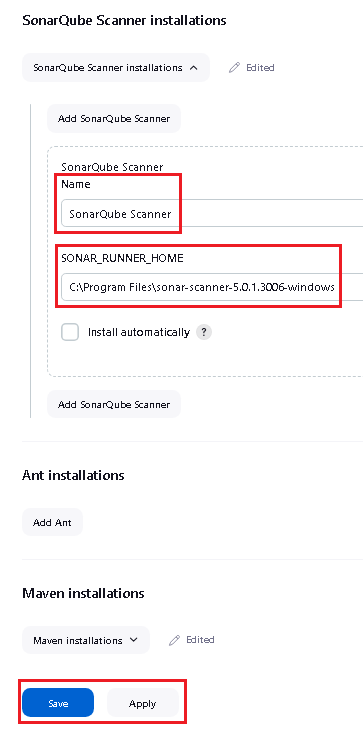 SonarQube Scanner installations
SonarQube Scanner installations
Edited
Add SonarQube Scanner
SonarQube Scanner
Name
SonarQube Scanner
SONAR_RUNNER_HOME
C:\Program Files\sonar-scanner-5.0.1.3006-windows
Install automatically ?
Add SonarQube Scanner
Ant installations
Add Ant
Maven installations
Maven installations
Edited
Save
Apply